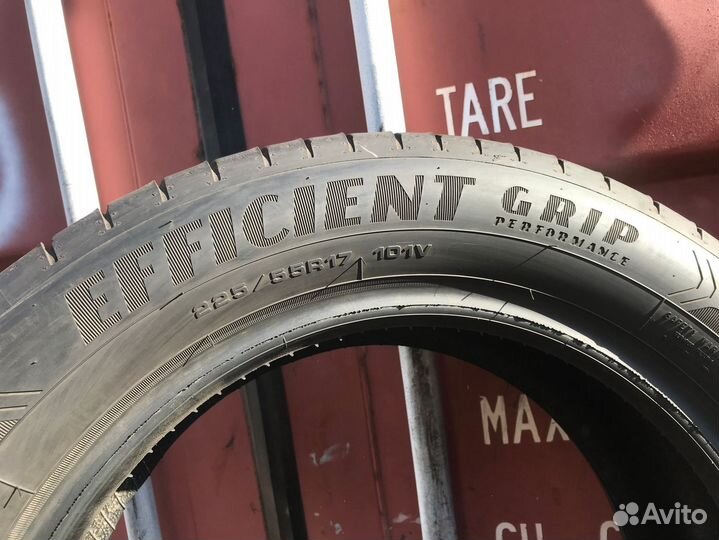 TARE
EFFICIENT GRIP
PERFORMANCE
225/55R17 101V
MAX
Avito